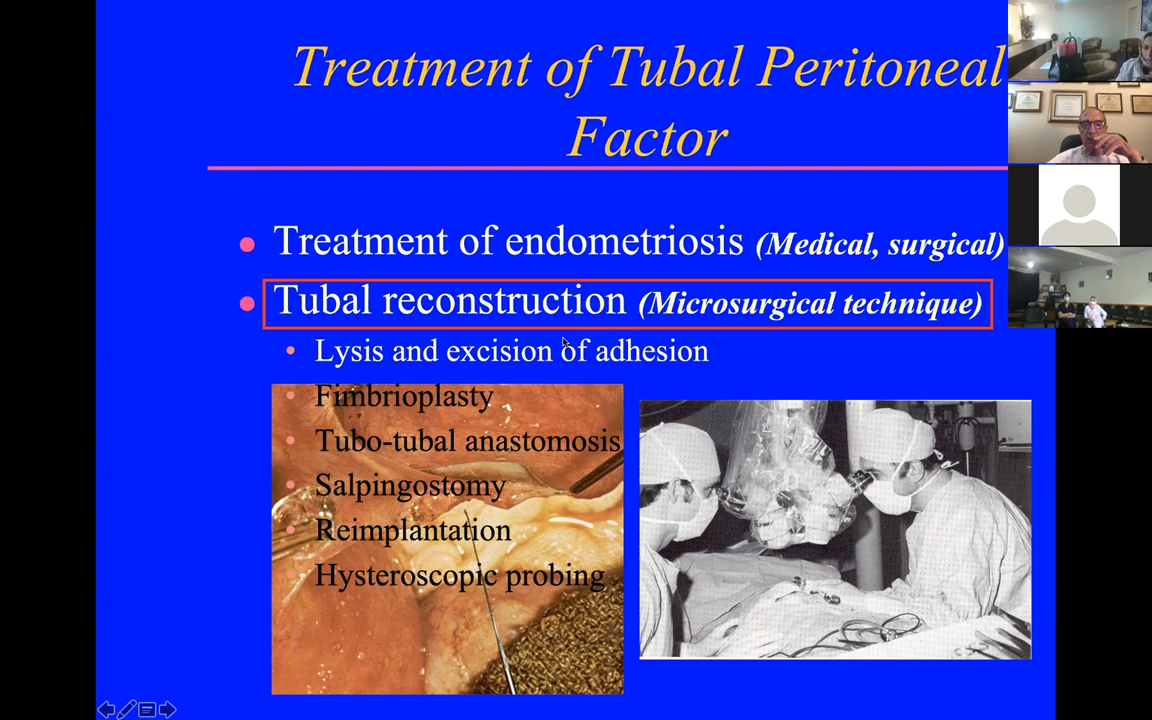 Treatment of Tubal Peritoneal
Factor
Treatment of endometriosis (Medical, surgical)
Tubal reconstruction (Microsurgical technique)
Lysis and excision of adhesion
Fimbrioplasty
Tubo-tubal anastomosis
Salpingostomy
Reimplantation
Hysteroscopic probing